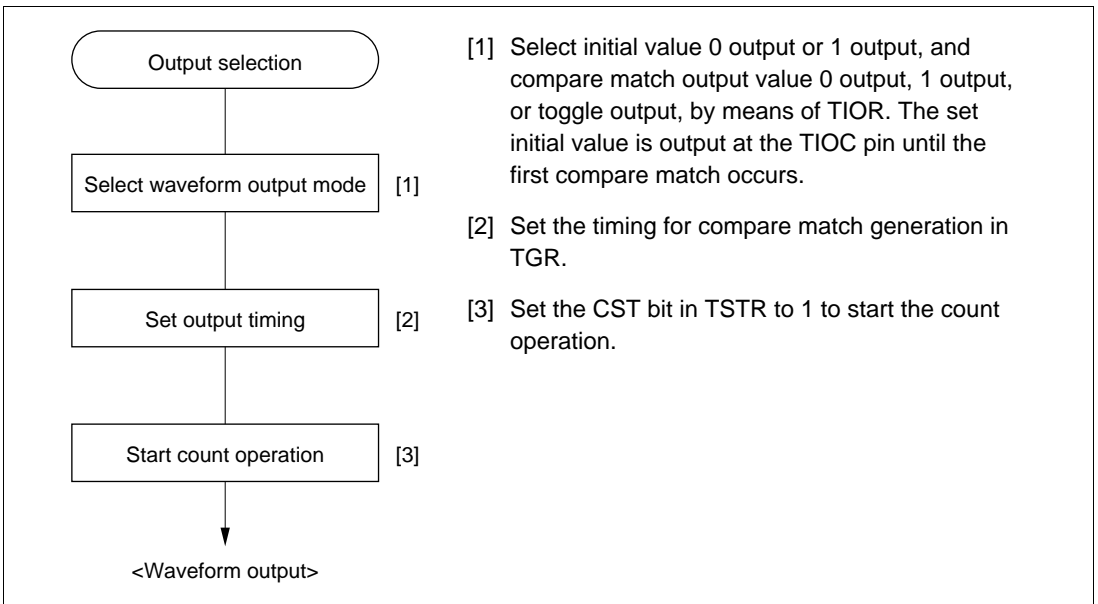 Output selection
Select waveform output mode [1]
Set output timing [2]
Start count operation [3]
<Waveform output>
[1] Select initial value 0 output or 1 output, and
compare match output value 0 output, 1 output,
or toggle output, by means of TIOR. The set
initial value is output at the TIOC pin until the
first compare match occurs.
[2] Set the timing for compare match generation in
TGR.
[3] Set the CST bit in TSTR to 1 to start the count
operation.